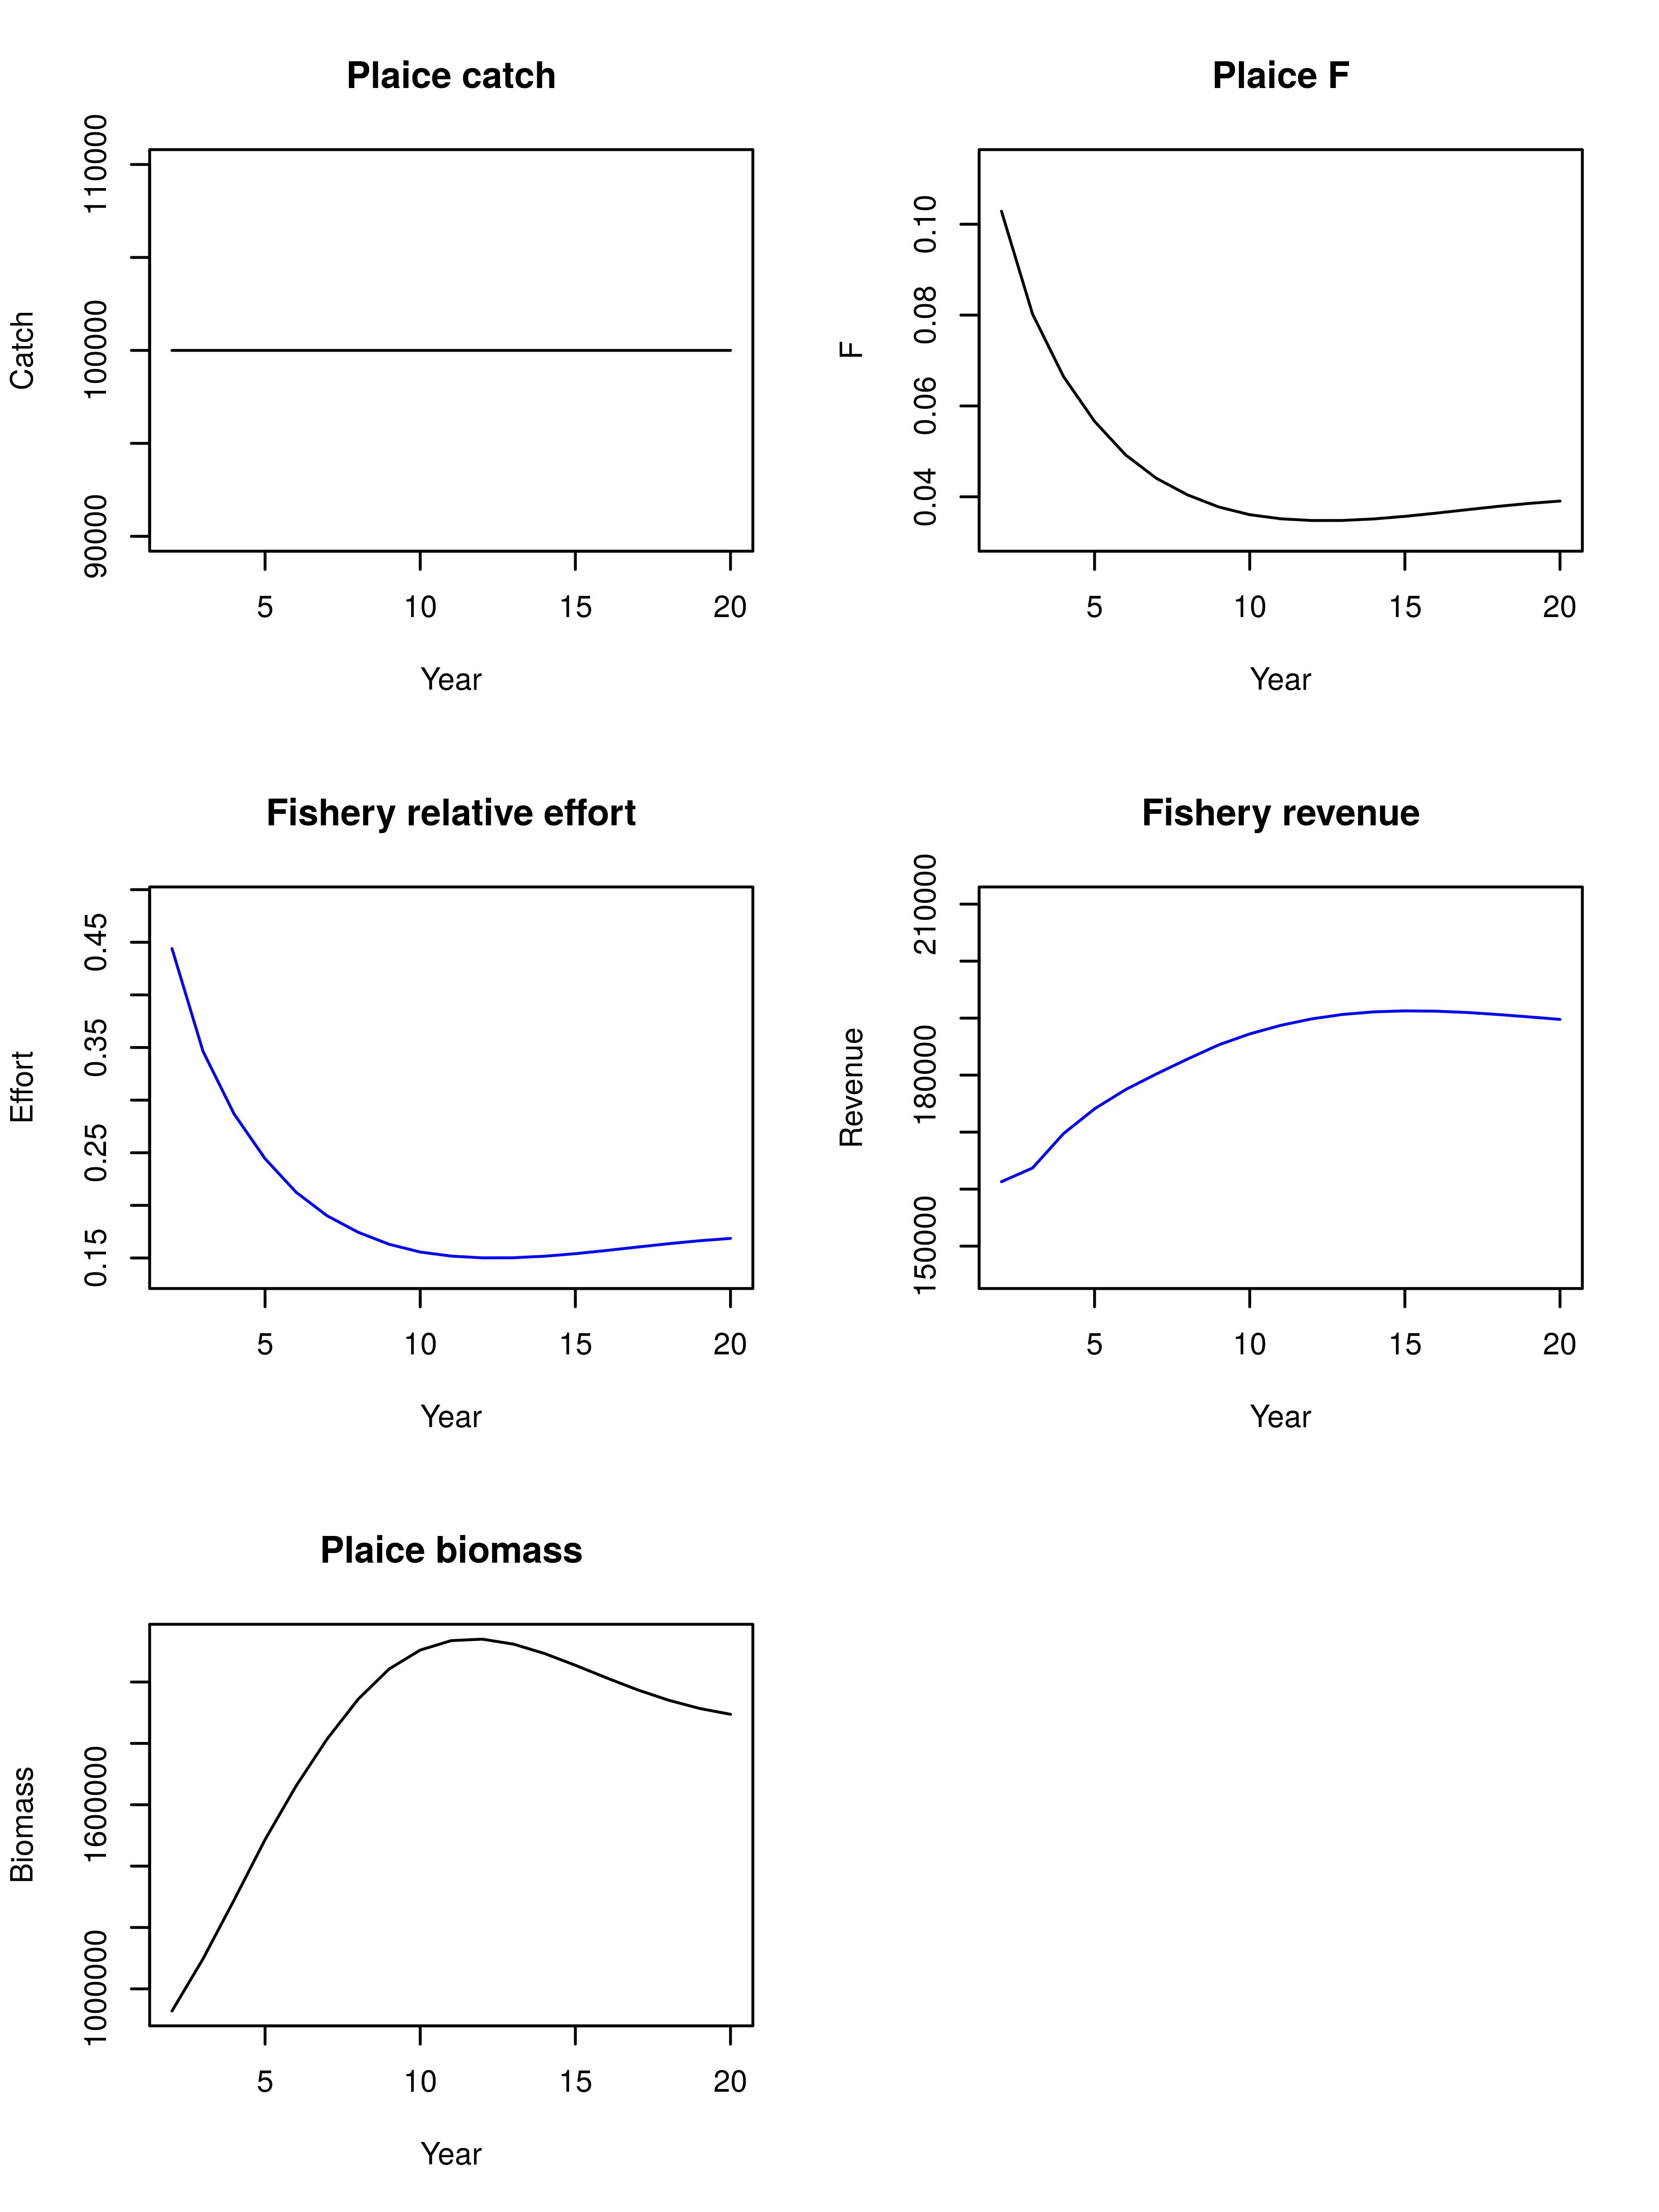 Plaice catch
Catch
110000
100000
90000
5 10 15 20
Year
Plaice F
F
0.10
0.08
0.06
0.04
5 10 15 20
Year
Fishery relative effort
Effort
0.45
0.35
0.25
0.15
5 10 15 20
Year
Fishery revenue
Revenue
210000
180000
150000
5 10 15 20
Year
Plaice biomass
Biomass
1600000
1000000
5 10 15 20
Year